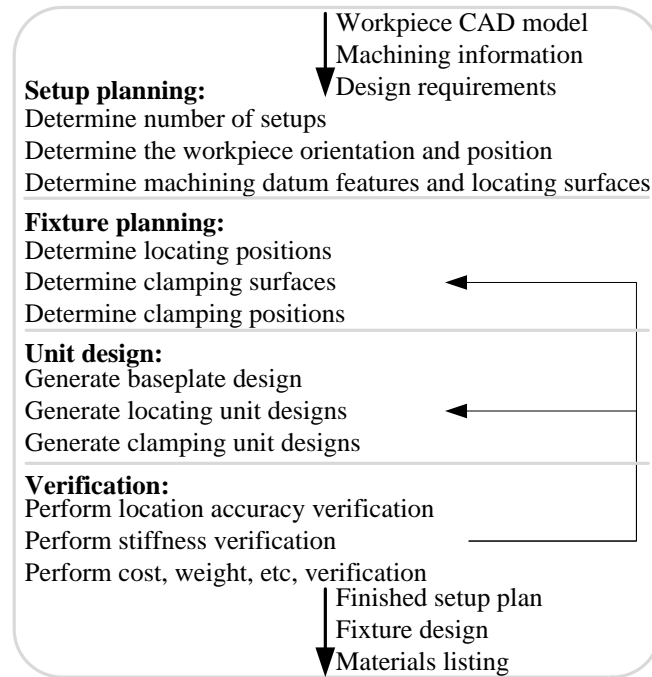 Workpiece CAD model
Machining information
Design requirements
Setup planning:
Determine number of setups
Determine the workpiece orientation and position
Determine machining datum features and locating surfaces
Fixture planning:
Determine locating positions
Determine clamping surfaces
Determine clamping positions
Unit design:
Generate baseplate design
Generate locating unit designs
Generate clamping unit designs
Verification:
Perform location accuracy verification
Perform stiffness verification
Perform cost, weight, etc, verification
Finished setup plan
Fixture design
Materials listing